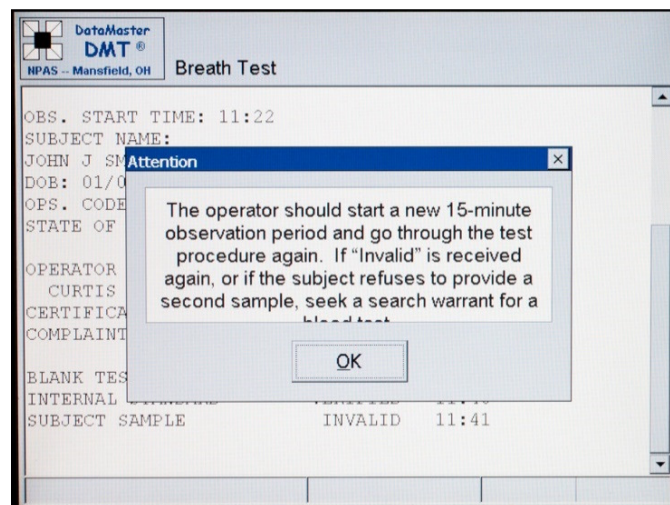 DataMaster
DMT ®
NPAS -- Mansfield, OH
Breath Test
OBS. START TIME: 11:22
SUBJECT NAME:
JOHN J SM
DOB: 01/0
OPS. CODE
STATE OF
OPERATOR
CURTIS
CERTIFICA
COMPLAINT
BLANK TES
INTERNAL
SUBJECT SAMPLE INVALID 11:41
Attention
The operator should start a new 15-minute
observation period and go through the test
procedure again. If “Invalid” is received
again, or if the subject refuses to provide a
second sample, seek a search warrant for a
OK